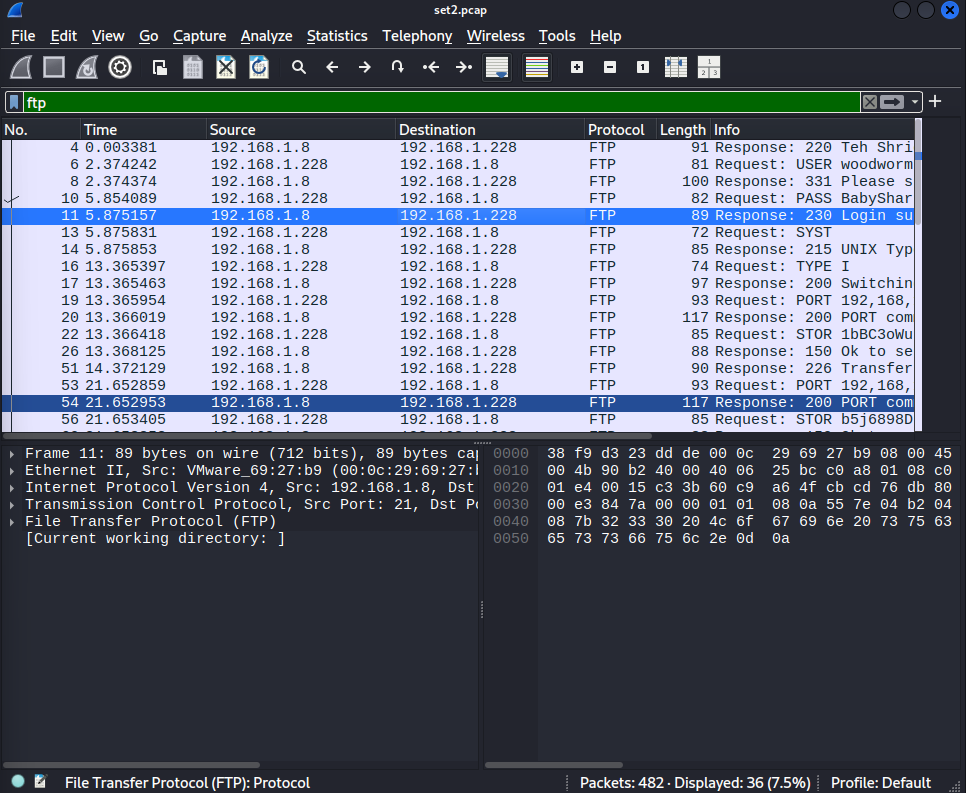 set2.pcap
File Edit View Go Capture Analyze Statistics Telephony Wireless Tools Help
ftp
No. Time Source Destination Protocol Length Info
4 0.003381 192.168.1.8 192.168.1.228 FTP 91 Response: 220 Teh Shri
6 2.374242 192.168.1.228 192.168.1.8 FTP 81 Request: USER woodworm
8 2.374374 192.168.1.8 192.168.1.228 FTP 100 Response: 331 Please s
10 5.854089 192.168.1.228 192.168.1.8 FTP 82 Request: PASS BabyShar
11 5.875157 192.168.1.8 192.168.1.228 FTP 89 Response: 230 Login su
13 5.875831 192.168.1.228 192.168.1.8 FTP 72 Request: SYST
14 5.875853 192.168.1.8 192.168.1.228 FTP 85 Response: 215 UNIX Typ
16 13.365397 192.168.1.228 192.168.1.8 FTP 74 Request: TYPE I
17 13.365463 192.168.1.8 192.168.1.228 FTP 97 Response: 200 Switchin
19 13.365954 192.168.1.228 192.168.1.8 FTP 93 Request: PORT 192,168,
20 13.366019 192.168.1.8 192.168.1.228 FTP 117 Response: 200 PORT com
22 13.366418 192.168.1.228 192.168.1.8 FTP 85 Request: STOR 1bBC3oWu
26 13.368125 192.168.1.8 192.168.1.228 FTP 88 Response: 150 Ok to se
51 14.372129 192.168.1.8 192.168.1.228 FTP 90 Response: 226 Transfer
53 21.652859 192.168.1.228 192.168.1.8 FTP 93 Request: PORT 192,168,
54 21.652953 192.168.1.8 192.168.1.228 FTP 117 Response: 200 PORT com
56 21.653405 192.168.1.228 192.168.1.8 FTP 85 Request: STOR b5j6898D
Frame 11: 89 bytes on wire (712 bits), 89 bytes cap
Ethernet II, Src: VMware_69:27:b9 (00:0c:29:69:27:
Internet Protocol Version 4, Src: 192.168.1.8, Dst
Transmission Control Protocol, Src Port: 21, Dst Po
File Transfer Protocol (FTP)
[Current working directory: ]
0000 38 f9 d3 23 dd de 00 0c 29 69 27 b9 08 00 45
0010 00 4b 90 b2 40 00 40 06 25 bc c0 a8 01 08 c0
0020 01 e4 00 15 c3 3b 60 c9 a6 4f cb cd 76 db 80
0030 00 e3 84 7a 00 00 01 01 08 0a 55 7e 04 b2 04
0040 08 7b 32 33 30 20 4c 6f 67 69 6e 20 73 75 63
0050 65 73 73 66 75 6c 2e 0d 0a
File Transfer Protocol (FTP): Protocol
Packets: 482 · Displayed: 36 (7.5%)
Profile: Default